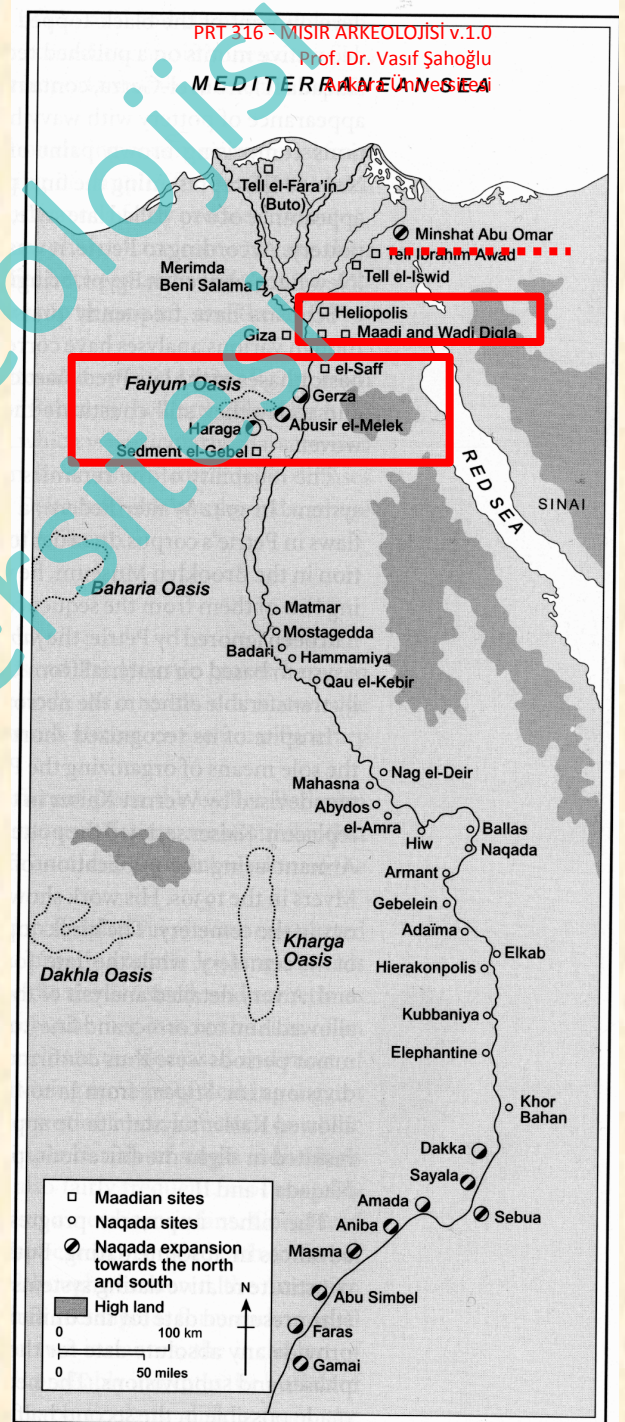 PRT 316 - MISIR ARKEOLOJİSİ v.1.0
Prof. Dr. Vasıf Şahoğlu
Ankara Üniversitesi
MEDITERRANEAN SEA
Tell el-Fara'in
(Buto)
Minshat Abu Omar
Tell Ibrahim Awad
Tell el-Iswid
Merimda
Beni Salama
Heliopolis
Giza
Maadi and Wadi Digla
el-Saff
Faiyum Oasis
Gerza
Abusir el-Melek
Haraga
Sedment el-Gebel
RED SEA
SINAI
Baharia Oasis
Matmar
Mostagedda
Badari
Hammamiya
Qau el-Kebir
Nag el-Deir
Mahasna
Abydos
el-Amra
Hiw
Ballas
Naqada
Armant
Gebelein
Adaïma
Kharga
Oasis
Dakhla Oasis
Elkab
Hierakonpolis
Kubbaniya
Elephantine
Khor
Bahan
Dakka
Sayala
Amada
Sebua
Aniba
Masma
Abu Simbel
Faras
Gamai
Maadian sites
Naqada sites
Naqada expansion
towards the north
and south
High land
N
0 100 km
0 50 miles